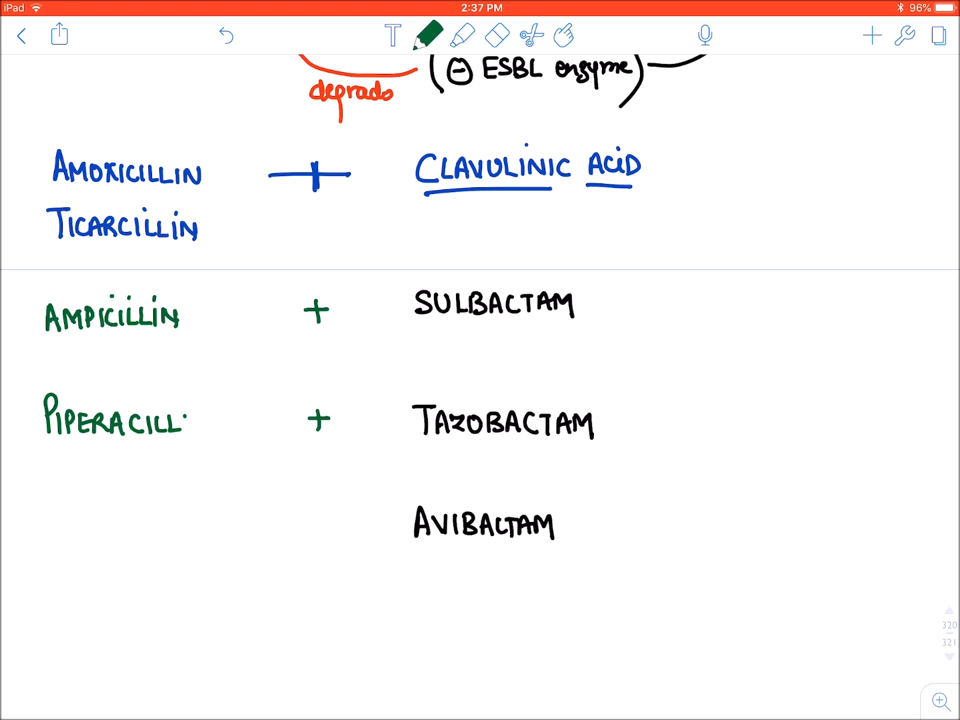 iPad 2:37 PM 96%
T
(⊖ ESBL enzyme)
degrade
AMOXICILLIN + CLAVULINIC ACID
TICARCILLIN
AMPICILLIN + SULBACTAM
PIPERACILL + TAZOBACTAM
AVIBACTAM
320
321